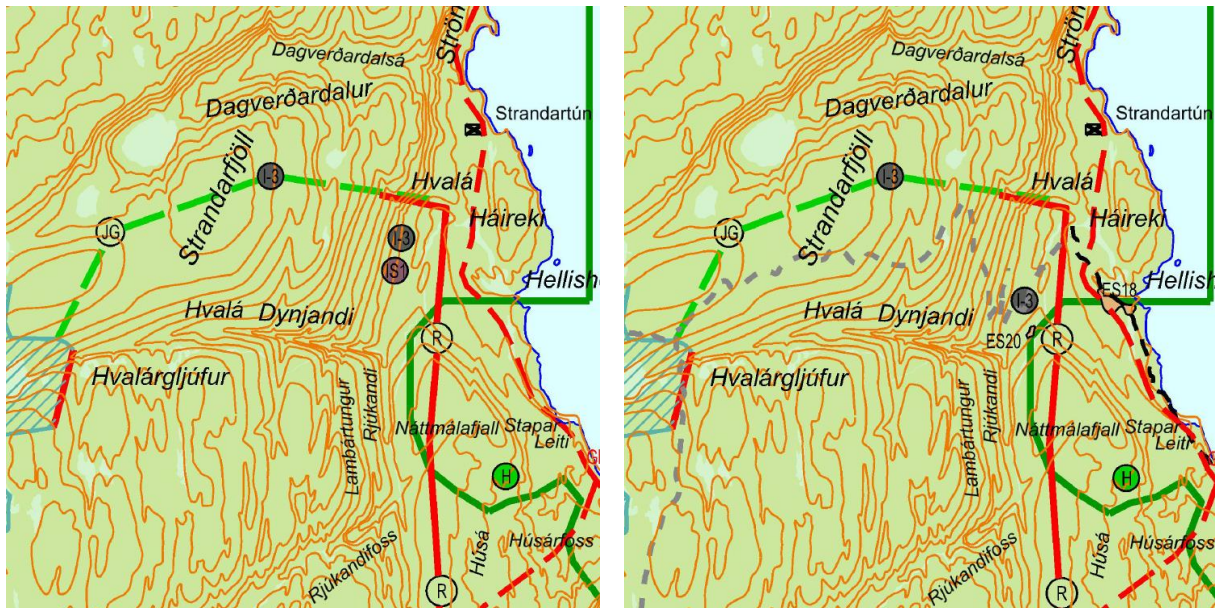 Strön
Dagverðardalsá
Dagverðardalur
Strandartún
Strandarfjöll
I-3
Hvalá
JG
I-3
Háireki
IS1
Hellish
Hvalá
Dynjandi
R
Hvalárgljúfur
Lambatungur
Rjúkandi
Náttmálafjall
Stapar
Leiti
H
Húsá
Húsárfoss
Rjúkandifoss
R
Strön
Dagverðardalsá
Dagverðardalur
Strandartún
Strandarfjöll
I-3
Hvalá
JG
Háireki
Hellish
ES18
I-3
Hvalá
Dynjandi
ES20
R
Hvalárgljúfur
Lambatungur
Rjúkandi
Náttmálafjall
Stapar
Leiti
H
Húsá
Húsárfoss
Rjúkandifoss
R